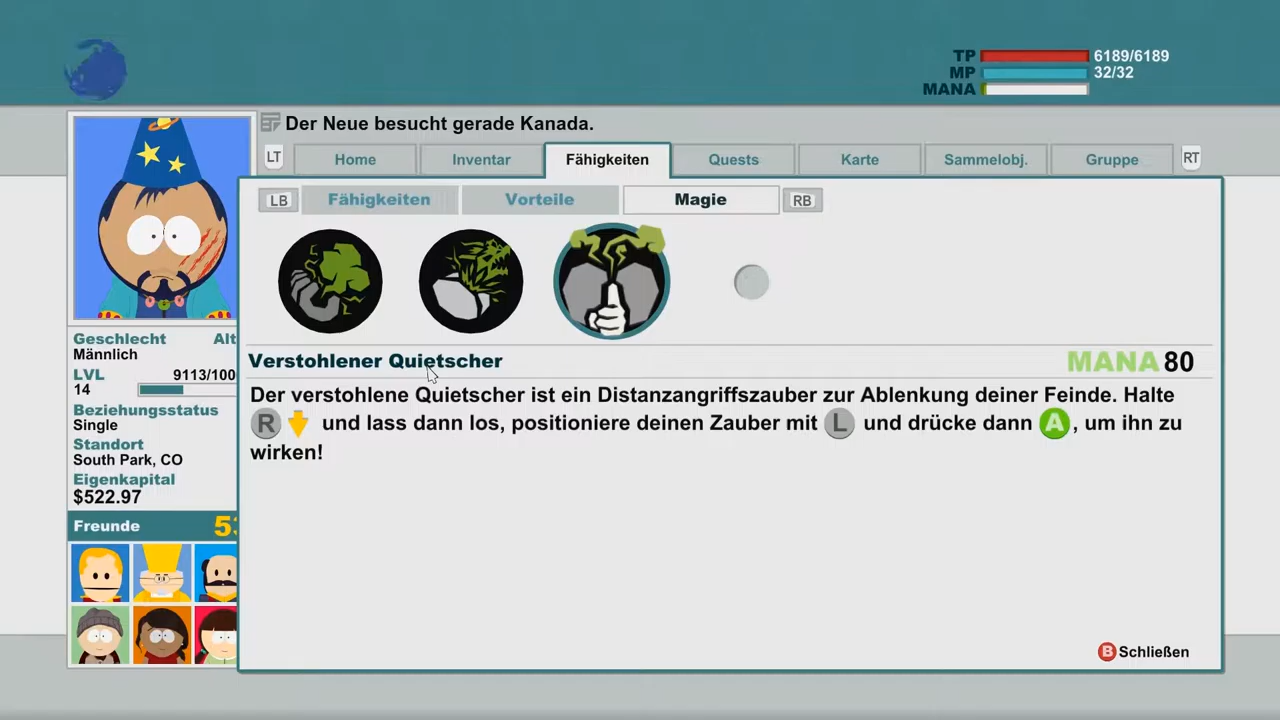 TP 6189/6189
MP 32/32
MANA
Der Neue besucht gerade Kanada.
LT Home Inventar Fähigkeiten Quests Karte Sammelobj. Gruppe RT
LB Fähigkeiten Vorteile Magie RB
Verstohlener Quietscher MANA 80
Der verstohlene Quietscher ist ein Distanzangriffszauber zur Ablenkung deiner Feinde. Halte
R und lass dann los, positioniere deinen Zauber mit L und drücke dann A, um ihn zu
wirken!
Geschlecht Alt
Männlich
LVL 9113/100
14
Beziehungsstatus
Single
Standort
South Park, CO
Eigenkapital
$522.97
Freunde 53
B Schließen